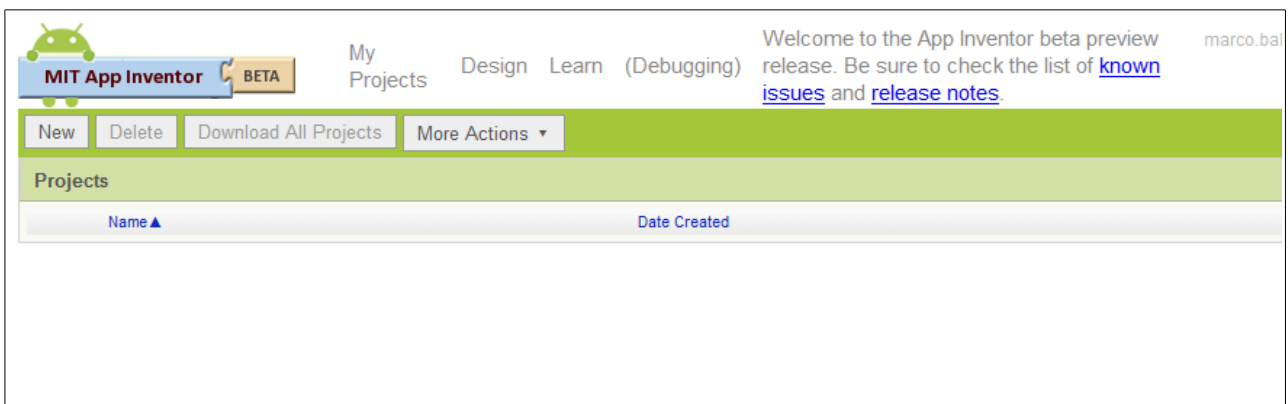 MIT App Inventor BETA
My
Projects
Design Learn (Debugging)
Welcome to the App Inventor beta preview
release. Be sure to check the list of known
issues and release notes.
marco.bal
New Delete Download All Projects More Actions ▼
Projects
Name▲ Date Created